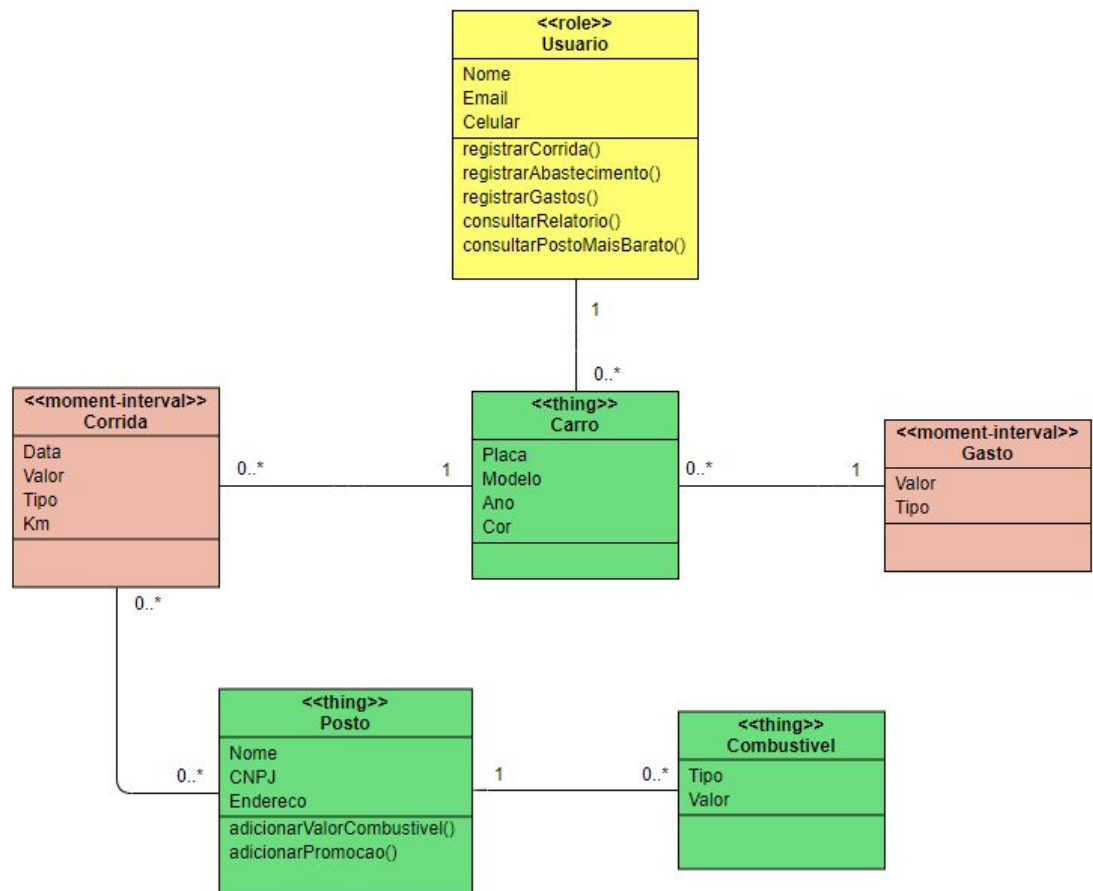 <<role>>
Usuario
Nome
Email
Celular
registrarCorrida()
registrarAbastecimento()
registrarGastos()
consultarRelatorio()
consultarPostoMaisBarato()
1
0..*
<<moment-interval>>
Corrida
Data
Valor
Tipo
Km
0..*
1
<<thing>>
Carro
Placa
Modelo
Ano
Cor
0..*
1
<<moment-interval>>
Gasto
Valor
Tipo
0..*
0..*
<<thing>>
Posto
Nome
CNPJ
Endereco
adicionarValorCombustivel()
adicionarPromocao()
1
0..*
<<thing>>
Combustivel
Tipo
Valor